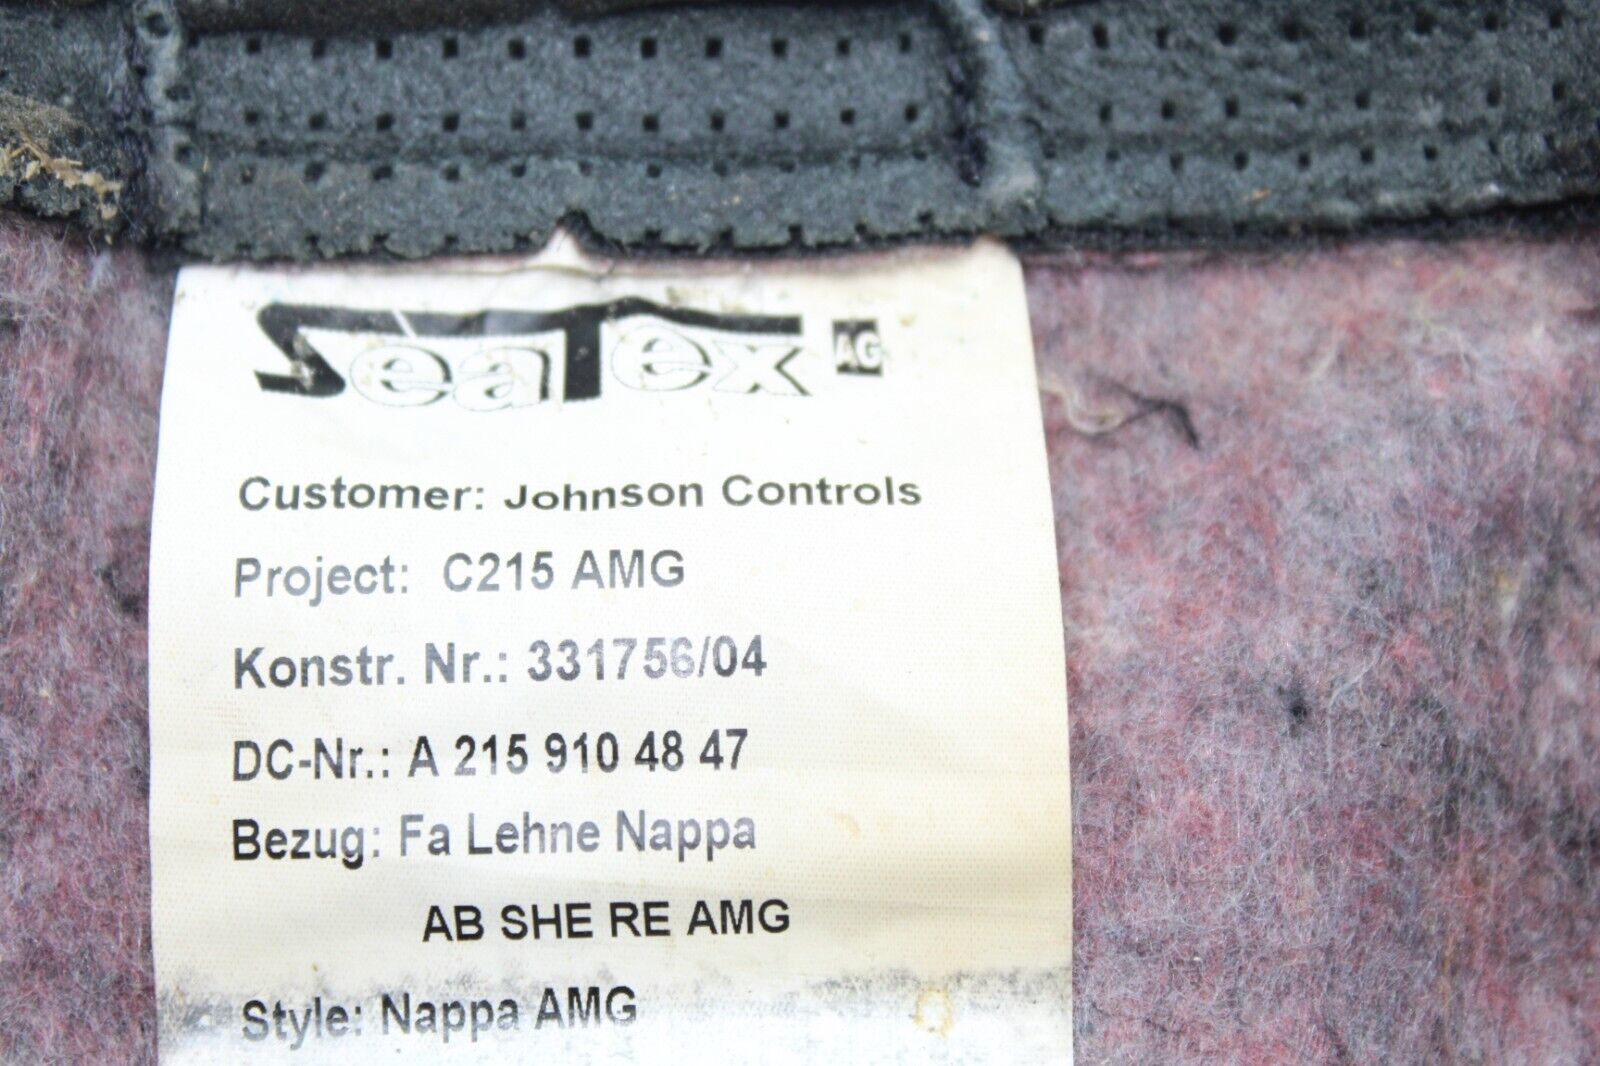 SeaTex AG
Customer: Johnson Controls
Project: C215 AMG
Konstr. Nr.: 331756/04
DC-Nr.: A 215 910 48 47
Bezug: Fa Lehne Nappa
AB SHE RE AMG
Style: Nappa AMG